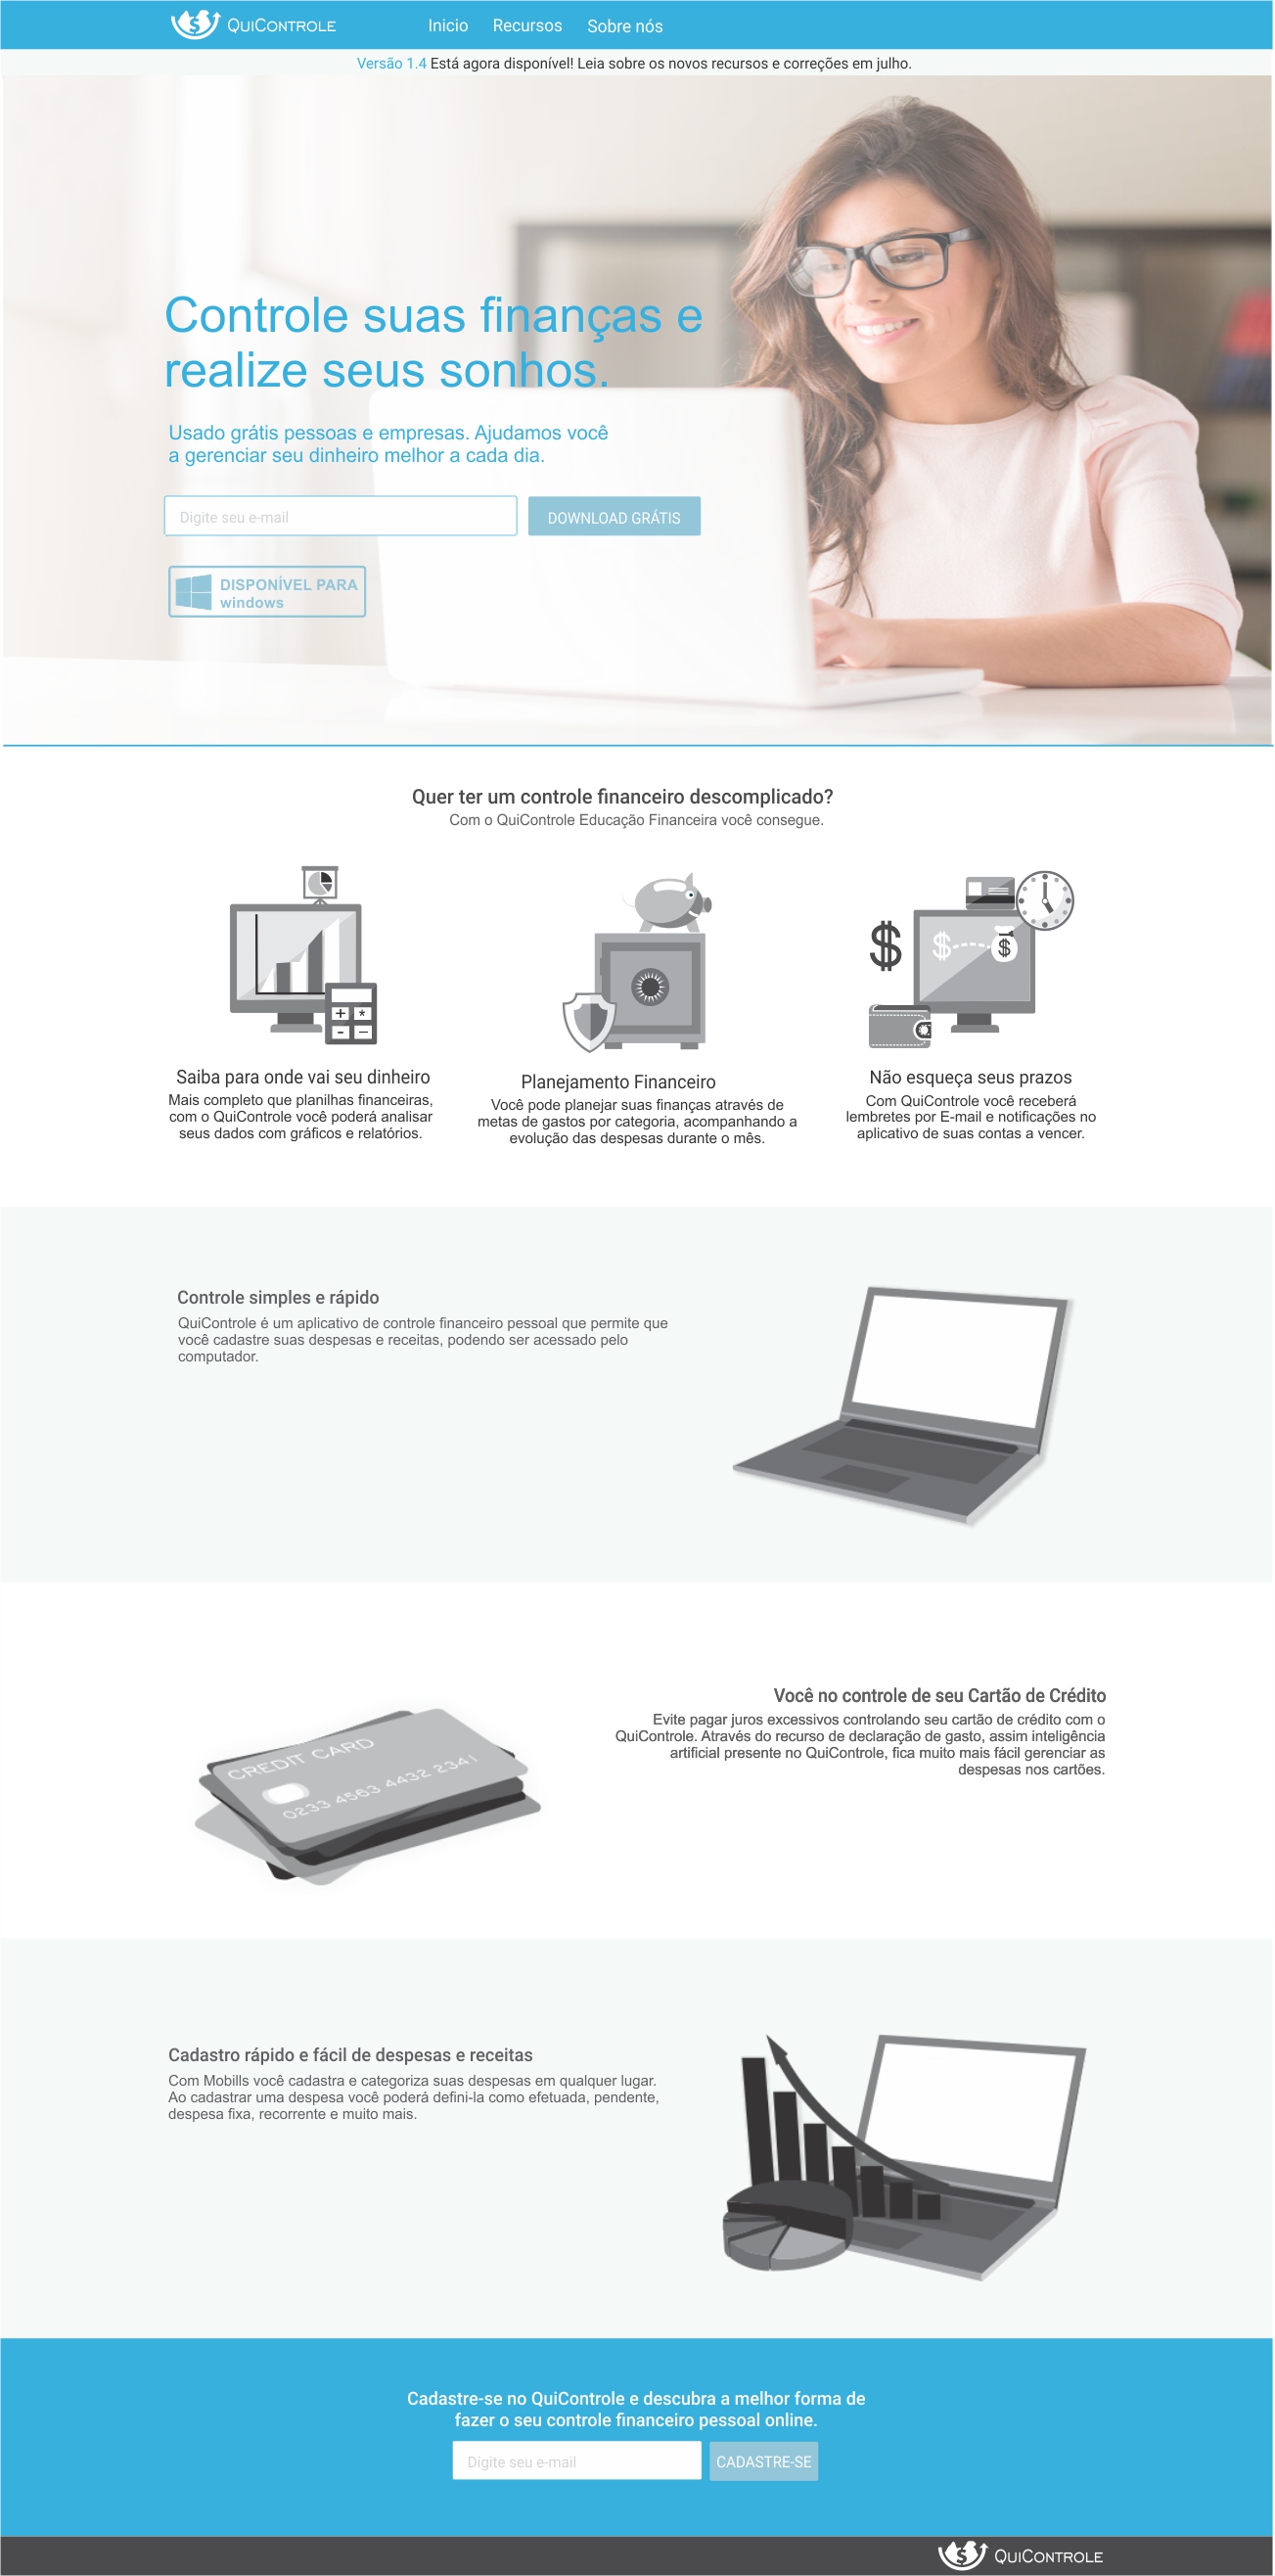 QuiControle
Inicio Recursos Sobre nós
Versão 1.4 Está agora disponível! Leia sobre os novos recursos e correções em julho.
Controle suas finanças e
realize seus sonhos.
Usado grátis pessoas e empresas. Ajudamos você
a gerenciar seu dinheiro melhor a cada dia.
Digite seu e-mail
DOWNLOAD GRÁTIS
DISPONÍVEL PARA
windows
Quer ter um controle financeiro descomplicado?
Com o QuiControle Educação Financeira você consegue.
Saiba para onde vai seu dinheiro
Mais completo que planilhas financeiras,
com o QuiControle você poderá analisar
seus dados com gráficos e relatórios.
Planejamento Financeiro
Você pode planejar suas finanças através de
metas de gastos por categoria, acompanhando a
evolução das despesas durante o mês.
Não esqueça seus prazos
Com QuiControle você receberá
lembretes por E-mail e notificações no
aplicativo de suas contas a vencer.
Controle simples e rápido
QuiControle é um aplicativo de controle financeiro pessoal que permite que
você cadastre suas despesas e receitas, podendo ser acessado pelo
computador.
Você no controle de seu Cartão de Crédito
Evite pagar juros excessivos controlando seu cartão de crédito com o
QuiControle. Através do recurso de declaração de gasto, assim inteligência
artificial presente no QuiControle, fica muito mais fácil gerenciar as
despesas nos cartões.
CREDIT CARD
0233 4563 4432 2341
Cadastro rápido e fácil de despesas e receitas
Com Mobills você cadastra e categoriza suas despesas em qualquer lugar.
Ao cadastrar uma despesa você poderá defini-la como efetuada, pendente,
despesa fixa, recorrente e muito mais.
Cadastre-se no QuiControle e descubra a melhor forma de
fazer o seu controle financeiro pessoal online.
Digite seu e-mail
CADASTRE-SE
QuiControle